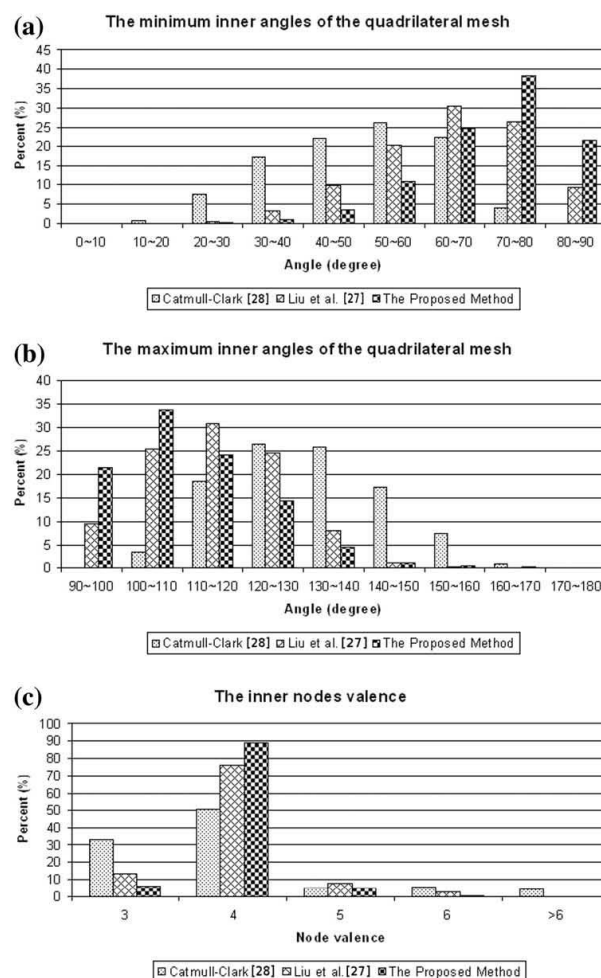 (a)
The minimum inner angles of the quadrilateral mesh
Percent (%)
45
40
35
30
25
20
15
10
5
0
0~10 10~20 20~30 30~40 40~50 50~60 60~70 70~80 80~90
Angle (degree)
Catmull-Clark [28] Liu et al. [27] The Proposed Method
(b)
The maximum inner angles of the quadrilateral mesh
Percent (%)
40
35
30
25
20
15
10
5
0
90~100 100~110 110~120 120~130 130~140 140~150 150~160 160~170 170~180
Angle (degree)
Catmull-Clark [28] Liu et al. [27] The Proposed Method
(c)
The inner nodes valence
Percent (%)
100
90
80
70
60
50
40
30
20
10
0
3 4 5 6 >6
Node valence
Catmull-Clark [28] Liu et al. [27] The Proposed Method